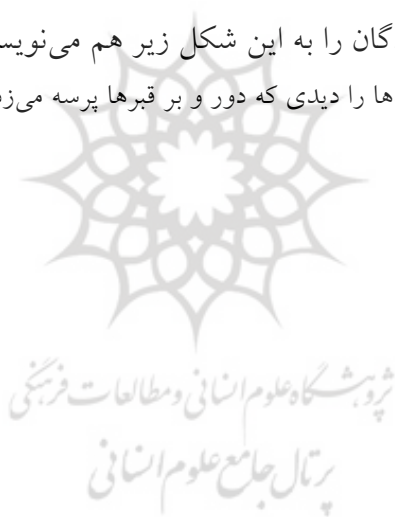 گان را به این شکل زیر هم می‌نویس
ها را دیدی که دور و بر قبرها پرسه می‌ز
پژوهشگاه علوم انسانی و مطالعات فرهنگی
پرتال جامع علوم انسانی